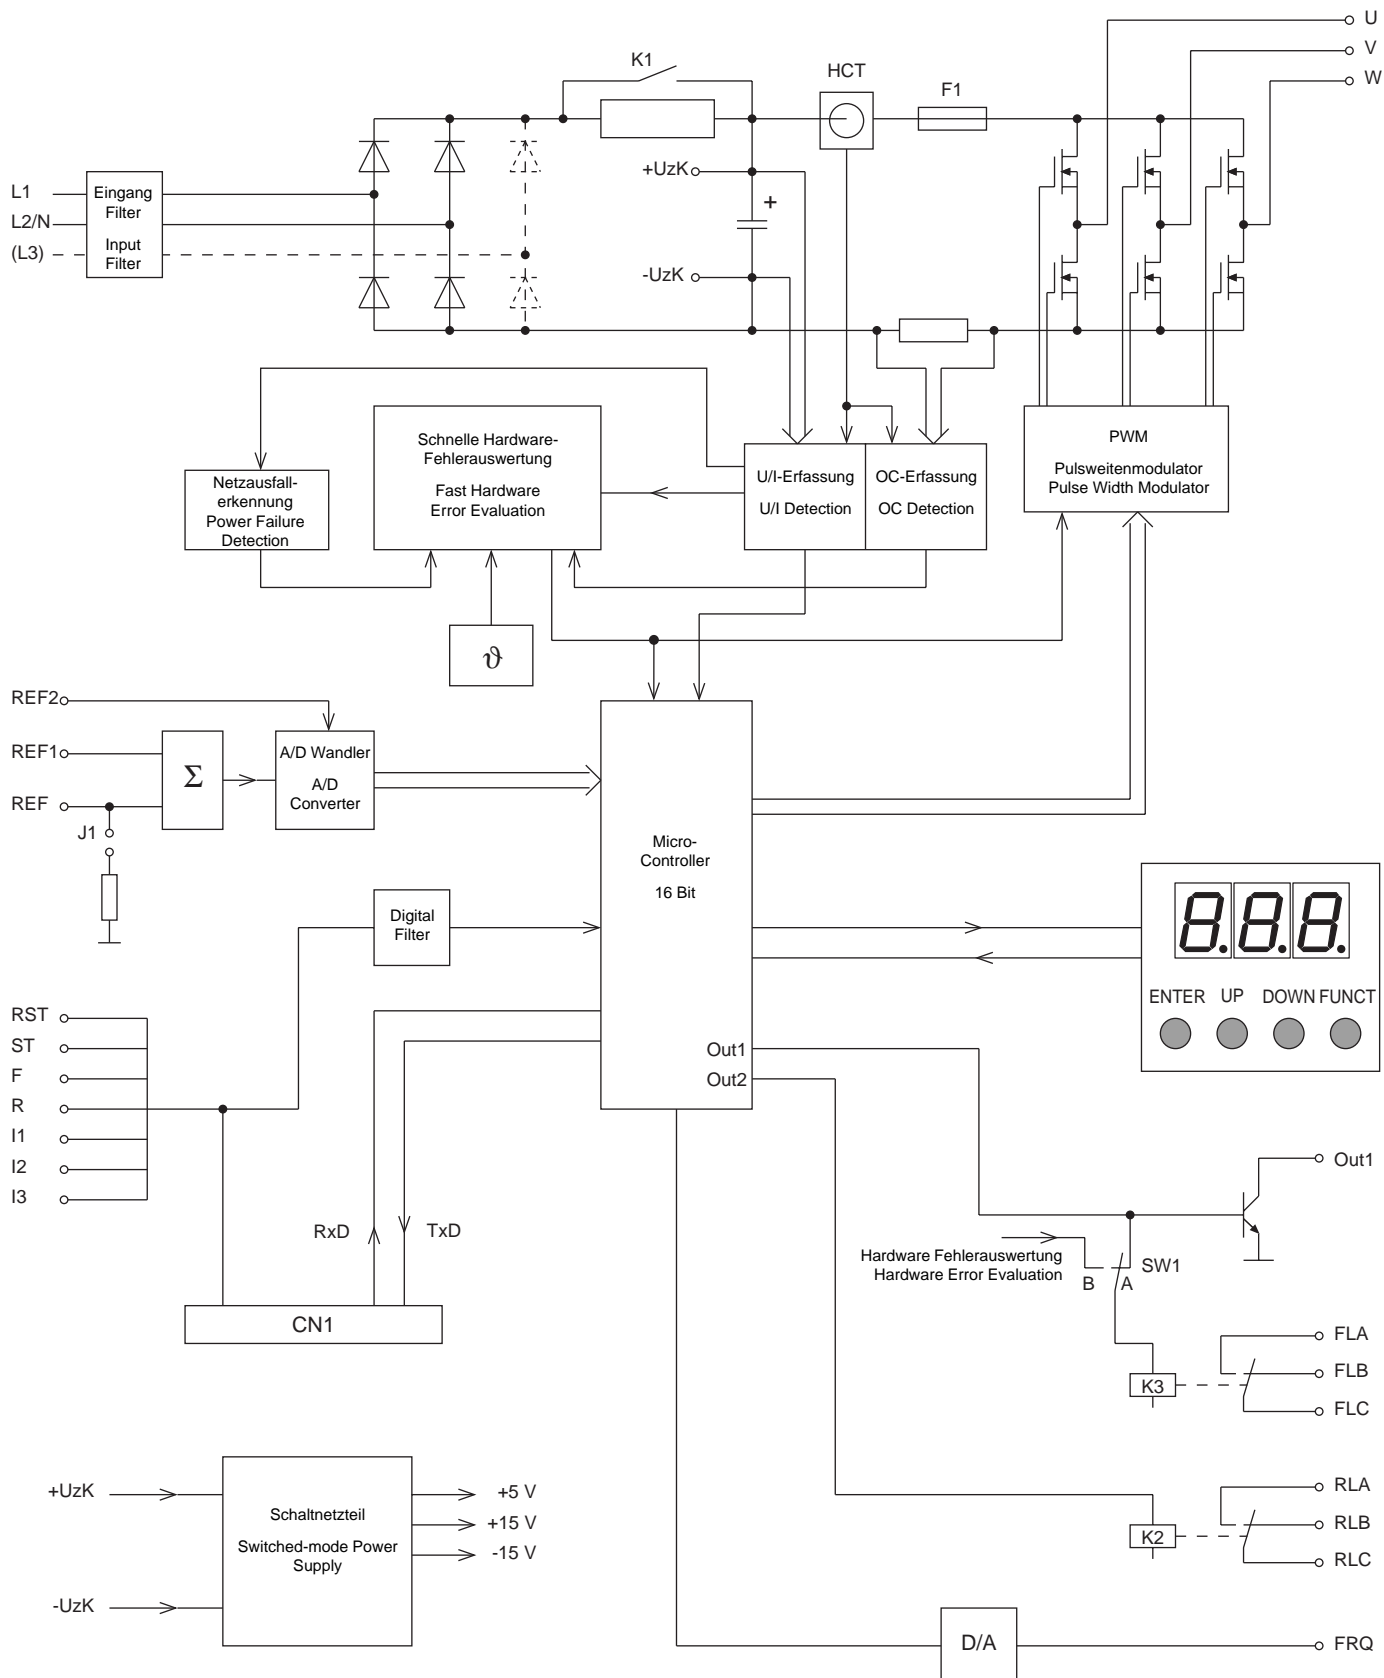 U
V
W
K1
HCT
F1
+UzK
+
-UzK
L1
L2/N
(L3)
Eingang
Filter
Input
Filter
Schnelle Hardware-
Fehlerauswertung
Fast Hardware
Error Evaluation
Netzausfall-
erkennung
Power Failure
Detection
U/I-Erfassung
U/I Detection
OC-Erfassung
OC Detection
PWM
Pulsweitenmodulator
Pulse Width Modulator
ϑ
REF2
REF1
REF
J1
Σ
A/D Wandler
A/D
Converter
Micro-
Controller
16 Bit
Digital
Filter
8.8.8.
ENTER UP DOWN FUNCT
RST
ST
F
R
I1
I2
I3
Out1
Out2
RxD
TxD
CN1
Out1
Hardware Fehlerauswertung
Hardware Error Evaluation
B
A
SW1
K3
FLA
FLB
FLC
K2
RLA
RLB
RLC
+UzK
-UzK
Schaltnetzteil
Switched-mode Power
Supply
+5 V
+15 V
-15 V
D/A
FRQ